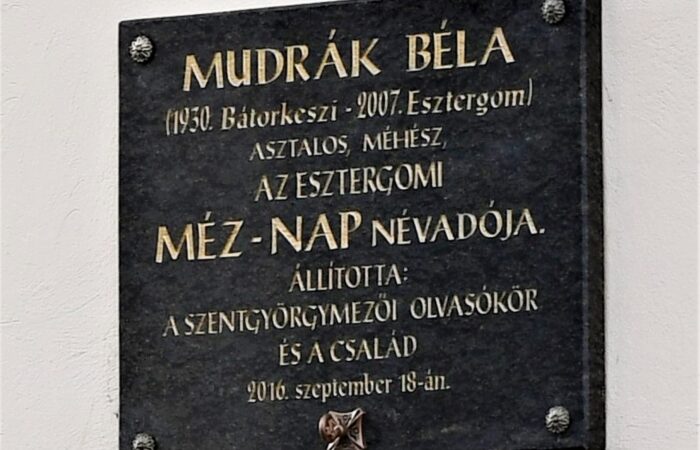 MUDRÁK BÉLA
(1930. Bátorkeszi - 2007. Esztergom)
ASZTALOS, MÉHÉSZ,
AZ ESZTERGOMI
MÉZ-NAP NÉVADÓJA.
ÁLLÍTOTTA:
A SZENTGYÖRGYMEZŐI OLVASÓKÖR
ÉS A CSALÁD
2016. szeptember 18-án.